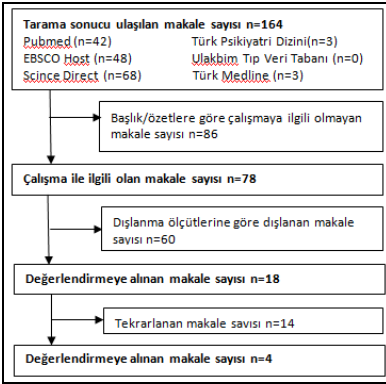 Tarama sonucu ulaşılan makale sayısı n=164
Pubmed (n=42) Türk Psikiyatri Dizini(n=3)
EBSCO Host (n=48) Ulakbim Tıp Veri Tabanı (n=0)
Scince Direct (n=68) Türk Medline (n=3)
Başlık/özetlere göre çalışmaya ilgili olmayan
makale sayısı n=86
Çalışma ile ilgili olan makale sayısı n=78
Dışlanma ölçütlerine göre dışlanan makale
sayısı n=60
Değerlendirmeye alınan makale sayısı n=18
Tekrarlanan makale sayısı n=14
Değerlendirmeye alınan makale sayısı n=4